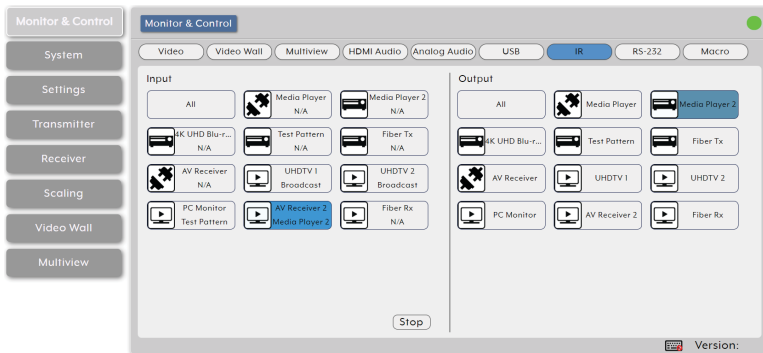 Monitor & Control
System
Settings
Transmitter
Receiver
Scaling
Video Wall
Multiview
Monitor & Control
Video
Video Wall
Multiview
HDMI Audio
Analog Audio
USB
IR
RS-232
Macro
Input
All
Media Player
N/A
Media Player 2
N/A
4K UHD Blu-r...
N/A
Test Pattern
N/A
Fiber Tx
N/A
AV Receiver
N/A
UHDTV 1
Broadcast
UHDTV 2
Broadcast
PC Monitor
Test Pattern
AV Receiver 2
Media Player 2
Fiber Rx
N/A
Stop
Output
All
Media Player
Media Player 2
4K UHD Blu-r...
Test Pattern
Fiber Tx
AV Receiver
UHDTV 1
UHDTV 2
PC Monitor
AV Receiver 2
Fiber Rx
Version: